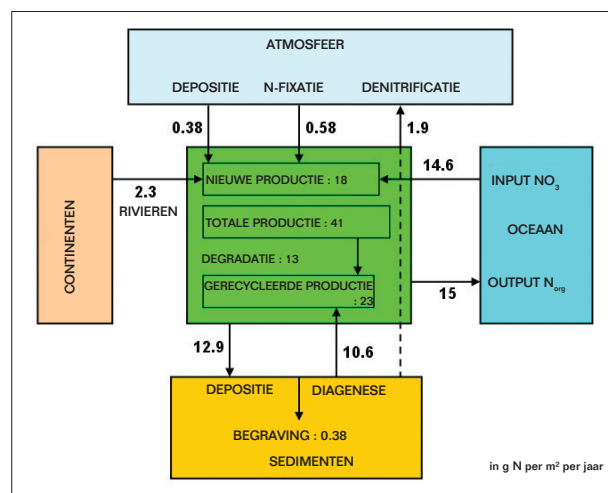 ATMOSFEER
DEPOSITIE N-FIXATIE DENITRIFICATIE
0.38 0.58 1.9
14.6
NIEUWE PRODUCTIE : 18
INPUT NO3
2.3
RIVIEREN
CONTINENTEN
TOTALE PRODUCTIE : 41
OCEAAN
DEGRADATIE : 13
GERECYCLEERDE PRODUCTIE
: 23
15
OUTPUT Norg
12.9 10.6
DEPOSITIE DIAGENESE
BEGRAVING : 0.38
SEDIMENTEN
in g N per m² per jaar